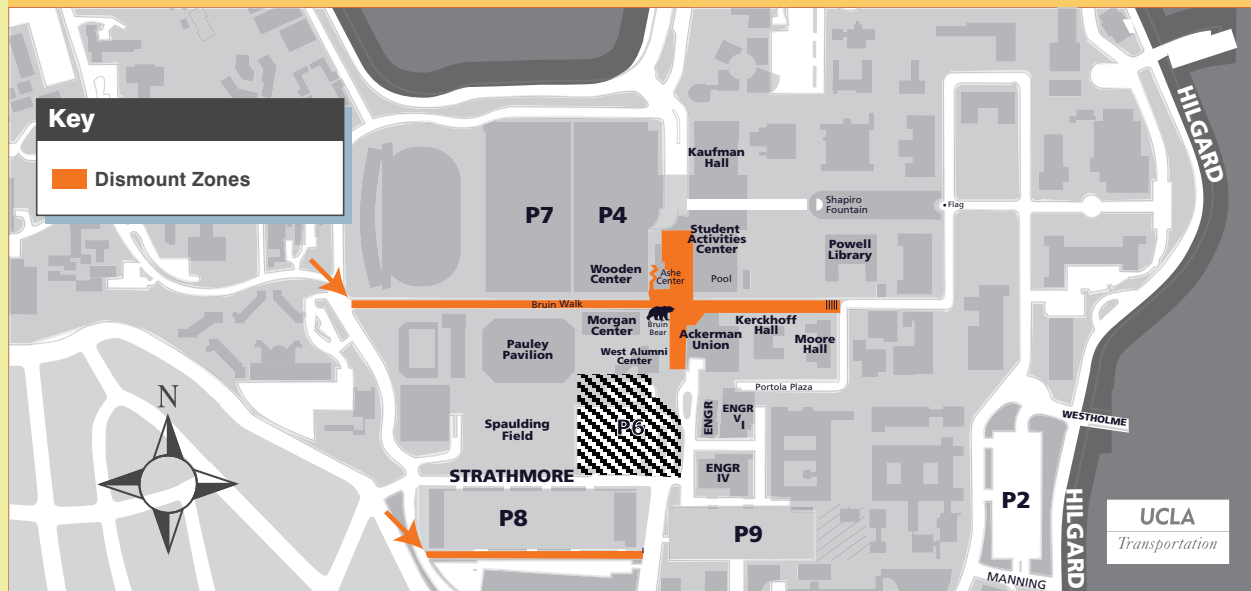 Key
Dismount Zones
HILGARD
Kaufman
Hall
Shapiro
Fountain
Flag
P7
P4
Student
Activities
Center
Powell
Library
Wooden
Center
Ashe
Center
Pool
Bruin Walk
Morgan
Center
Bruin
Bear
Ackerman
Union
Kerckhoff
Hall
Moore
Hall
Pauley
Pavilion
West Alumni
Center
Portola Plaza
N
P6
ENGR
ENGR
V
I
WESTHOLME
Spaulding
Field
STRATHMORE
ENGR
IV
P8
P9
P2
HILGARD
MANNING
UCLA
Transportation